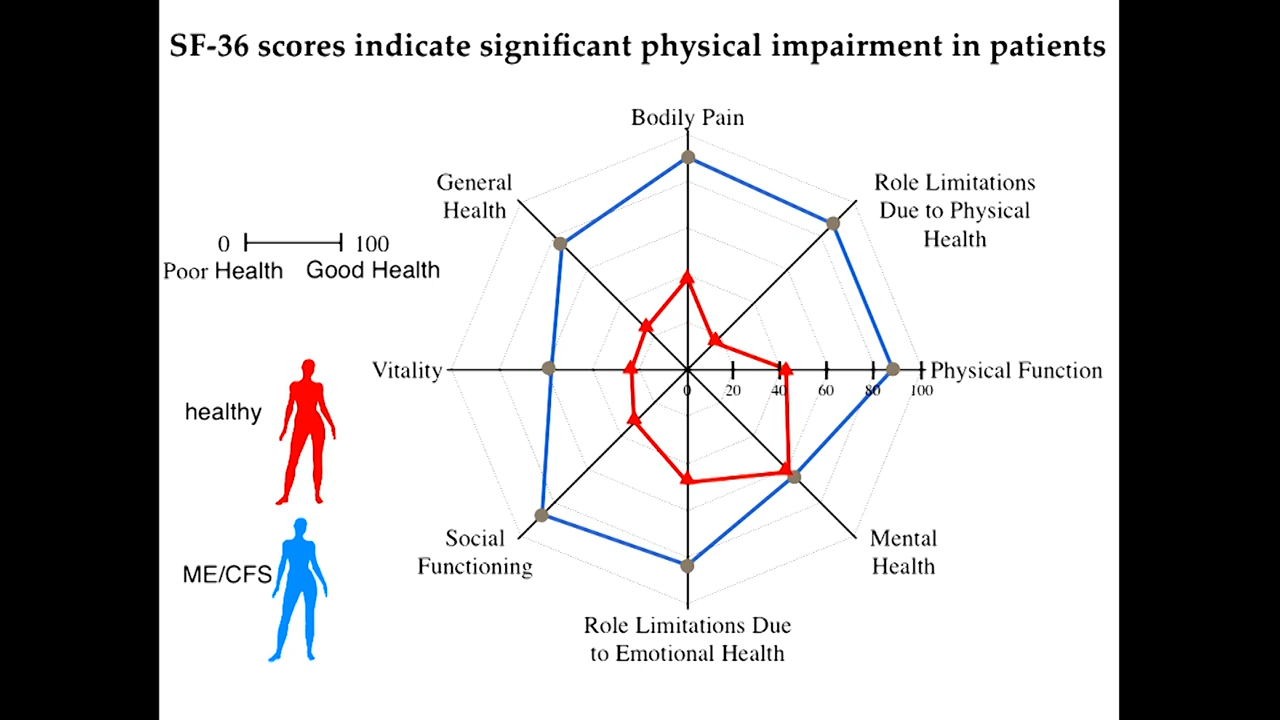 SF-36 scores indicate significant physical impairment in patients
Bodily Pain
General
Health
Role Limitations
Due to Physical
Health
0 100
Poor Health Good Health
Vitality
Physical Function
0 20 40 60 80 100
healthy
ME/CFS
Social
Functioning
Mental
Health
Role Limitations Due
to Emotional Health